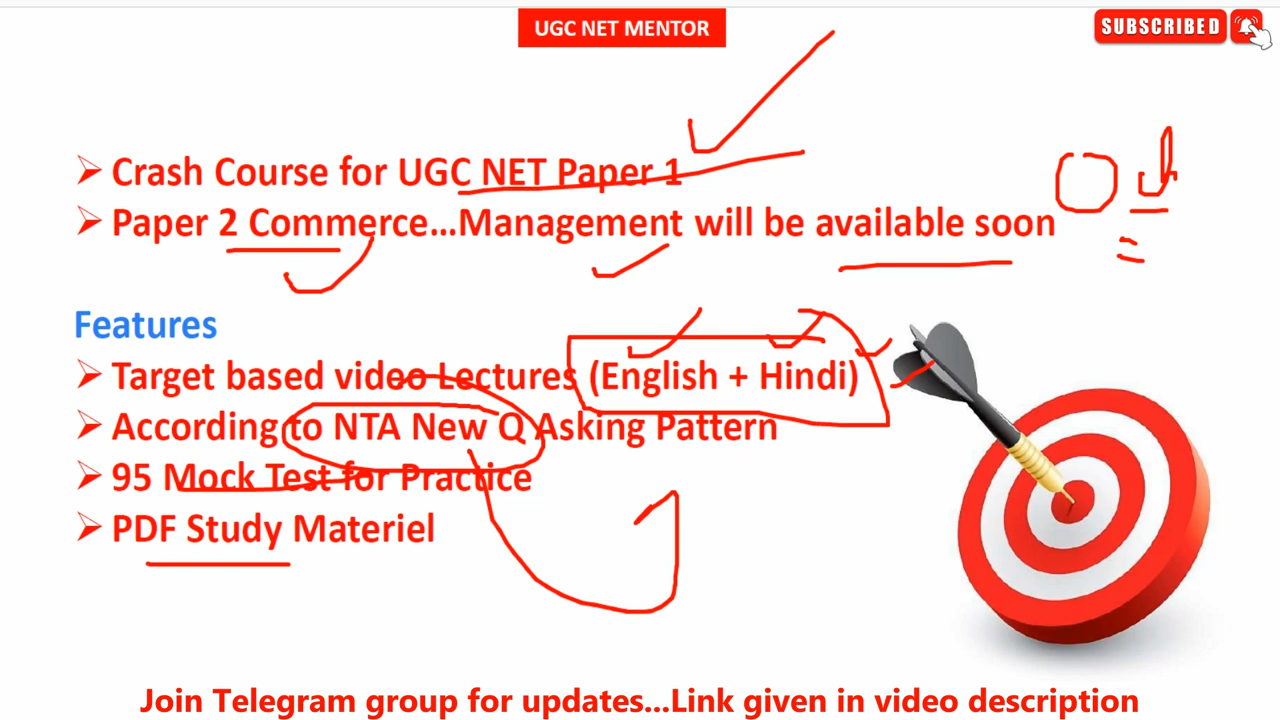 UGC NET MENTOR
SUBSCRIBED
Crash Course for UGC NET Paper 1
Paper 2 Commerce...Management will be available soon
Features
Target based video Lectures (English + Hindi)
According to NTA New Q Asking Pattern
95 Mock Test for Practice
PDF Study Materiel
Join Telegram group for updates...Link given in video description